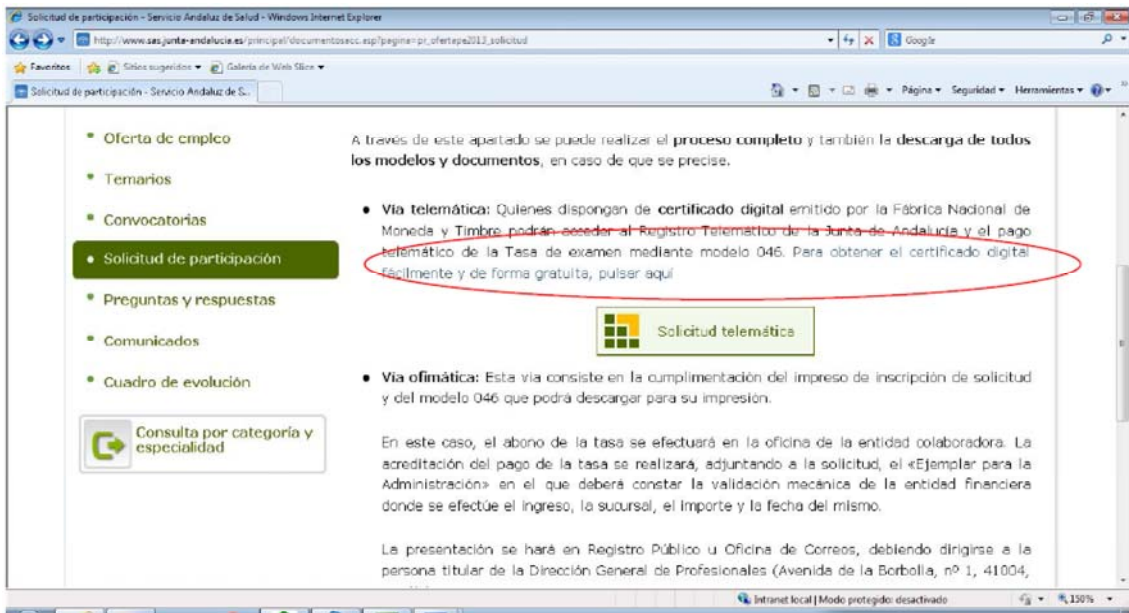 Solicitud de participación - Servicio Andaluz de Salud - Windows Internet Explorer
http://www.sas.junta-andalucia.es/principal/documentosacc.asp?pagina=pr_ofertepe2013_solicitud
Google
Favoritos Sitios sugeridos Galería de Web Slice
Solicitud de participación - Servicio Andaluz de S...
Página Seguridad Herramientas
Oferta de empleo
Temarios
Convocatorias
Solicitud de participación
Preguntas y respuestas
Comunicados
Cuadro de evolución
Consulta por categoría y
especialidad
A través de este apartado se puede realizar el proceso completo y también la descarga de todos
los modelos y documentos, en caso de que se precise.
Vía telemática: Quienes dispongan de certificado digital emitido por la Fábrica Nacional de
Moneda y Timbre podrán acceder al Registro Telemático de la Junta de Andalucía y el pago
telemático de la Tasa de examen mediante modelo 046. Para obtener el certificado digital
fácilmente y de forma gratuita, pulsar aquí
Solicitud telemática
Vía ofimática: Esta vía consiste en la cumplimentación del impreso de inscripción de solicitud
y del modelo 046 que podrá descargar para su impresión.
En este caso, el abono de la tasa se efectuará en la oficina de la entidad colaboradora. La
acreditación del pago de la tasa se realizará, adjuntando a la solicitud, el «Ejemplar para la
Administración» en el que deberá constar la validación mecánica de la entidad financiera
donde se efectúe el ingreso, la sucursal, el importe y la fecha del mismo.
La presentación se hará en Registro Público u Oficina de Correos, debiendo dirigirse a la
persona titular de la Dirección General de Profesionales (Avenida de la Borbolla, nº 1, 41004,
Intranet local | Modo protegido: desactivado
150%